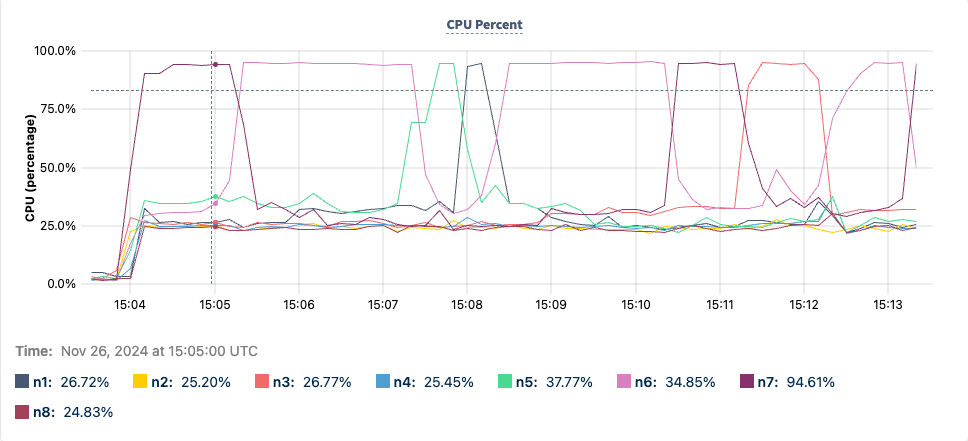 CPU Percent
100.0%
75.0%
50.0%
25.0%
0.0%
CPU (percentage)
15:04 15:05 15:06 15:07 15:08 15:09 15:10 15:11 15:12 15:13
Time: Nov 26, 2024 at 15:05:00 UTC
n1: 26.72% n2: 25.20% n3: 26.77% n4: 25.45% n5: 37.77% n6: 34.85% n7: 94.61%
n8: 24.83%